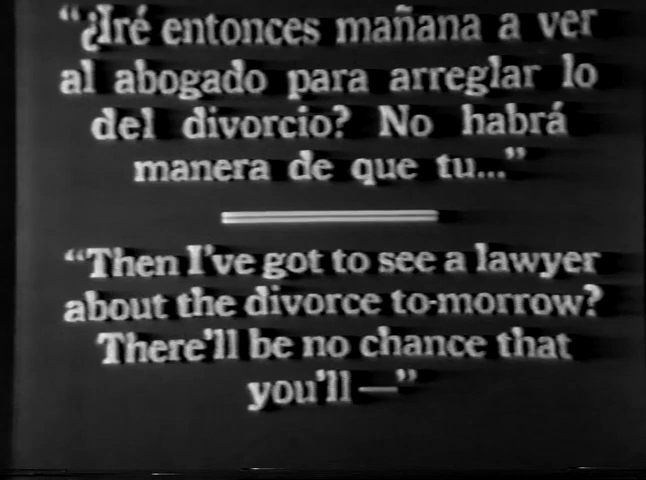 “¿Iré entonces mañana a ver
al abogado para arreglar lo
del divorcio? No habrá
manera de que tu...”
“Then I've got to see a lawyer
about the divorce to-morrow?
There'll be no chance that
you'll—”